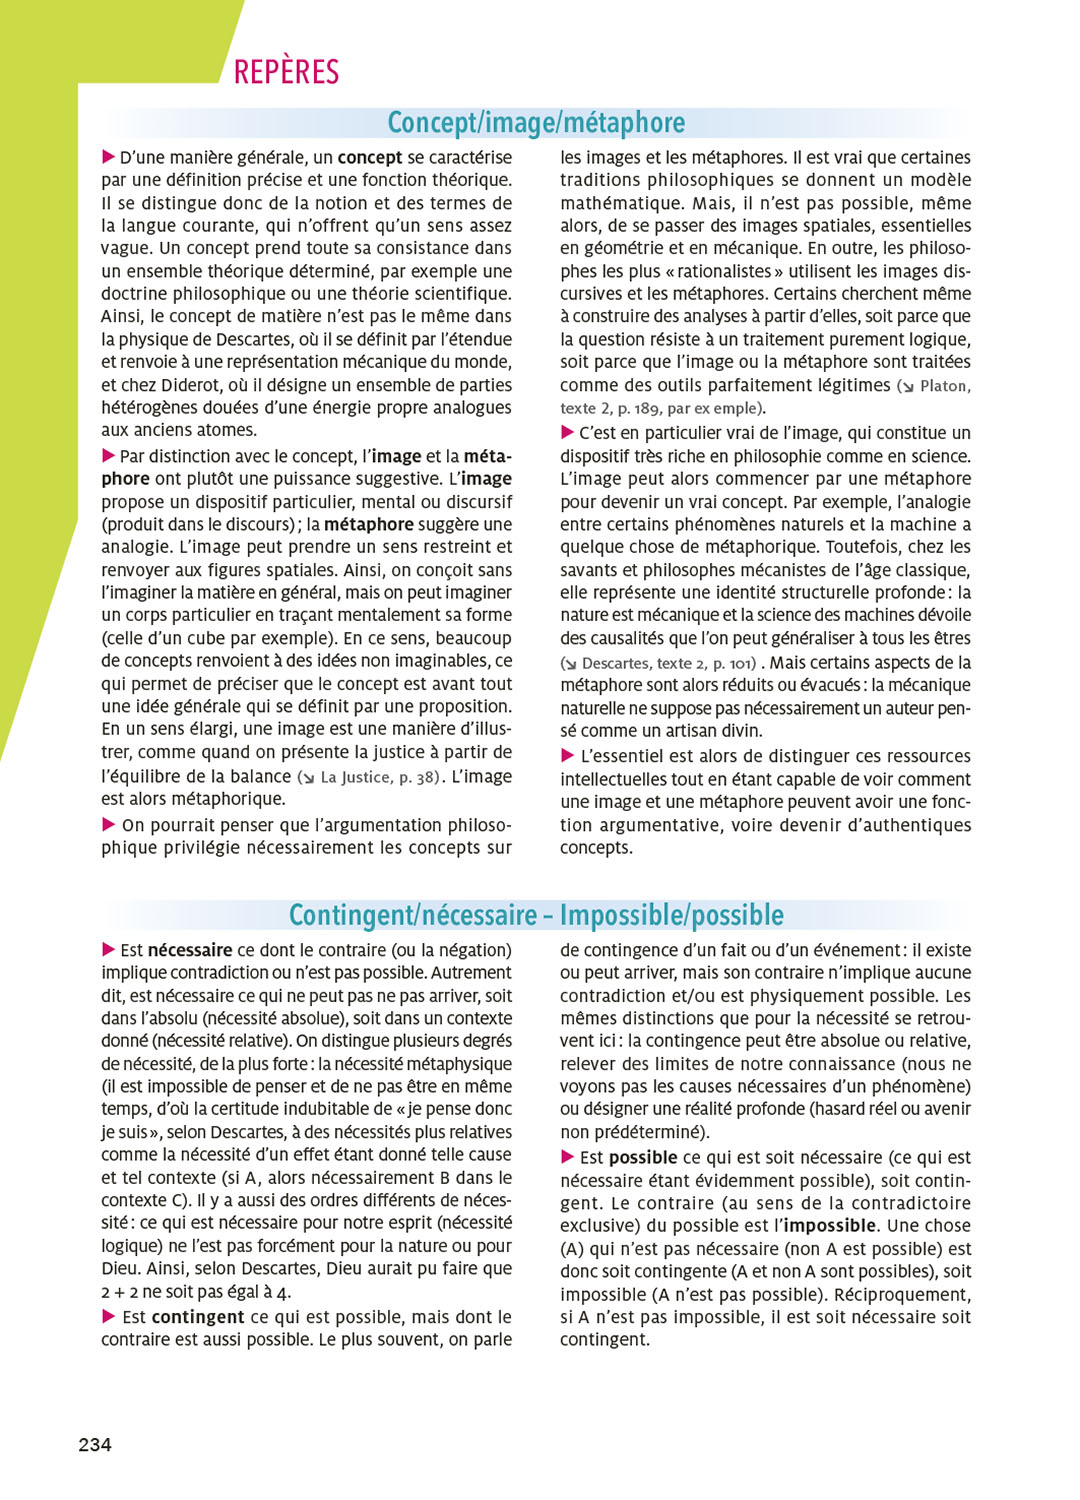 REPÈRES
Concept/image/métaphore
▶ D’une manière générale, un concept se caractérise
par une définition précise et une fonction théorique.
Il se distingue donc de la notion et des termes de
la langue courante, qui n’offrent qu’un sens assez
vague. Un concept prend toute sa consistance dans
un ensemble théorique déterminé, par exemple une
doctrine philosophique ou une théorie scientifique.
Ainsi, le concept de matière n’est pas le même dans
la physique de Descartes, où il se définit par l’étendue
et renvoie à une représentation mécanique du monde,
et chez Diderot, où il désigne un ensemble de parties
hétérogènes douées d’une énergie propre analogues
aux anciens atomes.
▶ Par distinction avec le concept, l’image et la méta-
phore ont plutôt une puissance suggestive. L’image
propose un dispositif particulier, mental ou discursif
(produit dans le discours) ; la métaphore suggère une
analogie. L’image peut prendre un sens restreint et
renvoyer aux figures spatiales. Ainsi, on conçoit sans
l’imaginer la matière en général, mais on peut imaginer
un corps particulier en traçant mentalement sa forme
(celle d’un cube par exemple). En ce sens, beaucoup
de concepts renvoient à des idées non imaginables, ce
qui permet de préciser que le concept est avant tout
une idée générale qui se définit par une proposition.
En un sens élargi, une image est une manière d’illus-
trer, comme quand on présente la justice à partir de
l’équilibre de la balance (↘ La Justice, p. 38). L’image
est alors métaphorique.
▶ On pourrait penser que l’argumentation philoso-
phique privilégie nécessairement les concepts sur
les images et les métaphores. Il est vrai que certaines
traditions philosophiques se donnent un modèle
mathématique. Mais, il n’est pas possible, même
alors, de se passer des images spatiales, essentielles
en géométrie et en mécanique. En outre, les philoso-
phes les plus « rationalistes » utilisent les images dis-
cursives et les métaphores. Certains cherchent même
à construire des analyses à partir d’elles, soit parce que
la question résiste à un traitement purement logique,
soit parce que l’image ou la métaphore sont traitées
comme des outils parfaitement légitimes (↘ Platon,
texte 2, p. 189, par ex emple).
▶ C’est en particulier vrai de l’image, qui constitue un
dispositif très riche en philosophie comme en science.
L’image peut alors commencer par une métaphore
pour devenir un vrai concept. Par exemple, l’analogie
entre certains phénomènes naturels et la machine a
quelque chose de métaphorique. Toutefois, chez les
savants et philosophes mécanistes de l’âge classique,
elle représente une identité structurelle profonde : la
nature est mécanique et la science des machines dévoile
des causalités que l’on peut généraliser à tous les êtres
(↘ Descartes, texte 2, p. 101) . Mais certains aspects de la
métaphore sont alors réduits ou évacués : la mécanique
naturelle ne suppose pas nécessairement un auteur pen-
sé comme un artisan divin.
▶ L’essentiel est alors de distinguer ces ressources
intellectuelles tout en étant capable de voir comment
une image et une métaphore peuvent avoir une fonc-
tion argumentative, voire devenir d’authentiques
concepts.
Contingent/nécessaire – Impossible/possible
▶ Est nécessaire ce dont le contraire (ou la négation)
implique contradiction ou n’est pas possible. Autrement
dit, est nécessaire ce qui ne peut pas ne pas arriver, soit
dans l’absolu (nécessité absolue), soit dans un contexte
donné (nécessité relative). On distingue plusieurs degrés
de nécessité, de la plus forte : la nécessité métaphysique
(il est impossible de penser et de ne pas être en même
temps, d’où la certitude indubitable de « je pense donc
je suis », selon Descartes, à des nécessités plus relatives
comme la nécessité d’un effet étant donné telle cause
et tel contexte (si A, alors nécessairement B dans le
contexte C). Il y a aussi des ordres différents de néces-
sité : ce qui est nécessaire pour notre esprit (nécessité
logique) ne l’est pas forcément pour la nature ou pour
Dieu. Ainsi, selon Descartes, Dieu aurait pu faire que
2 + 2 ne soit pas égal à 4.
▶ Est contingent ce qui est possible, mais dont le
contraire est aussi possible. Le plus souvent, on parle
de contingence d’un fait ou d’un événement : il existe
ou peut arriver, mais son contraire n’implique aucune
contradiction et/ou est physiquement possible. Les
mêmes distinctions que pour la nécessité se retrou-
vent ici : la contingence peut être absolue ou relative,
relever des limites de notre connaissance (nous ne
voyons pas les causes nécessaires d’un phénomène)
ou désigner une réalité profonde (hasard réel ou avenir
non prédéterminé).
▶ Est possible ce qui est soit nécessaire (ce qui est
nécessaire étant évidemment possible), soit contin-
gent. Le contraire (au sens de la contradictoire
exclusive) du possible est l’impossible. Une chose
(A) qui n’est pas nécessaire (non A est possible) est
donc soit contingente (A et non A sont possibles), soit
impossible (A n’est pas possible). Réciproquement,
si A n’est pas impossible, il est soit nécessaire soit
contingent.
234